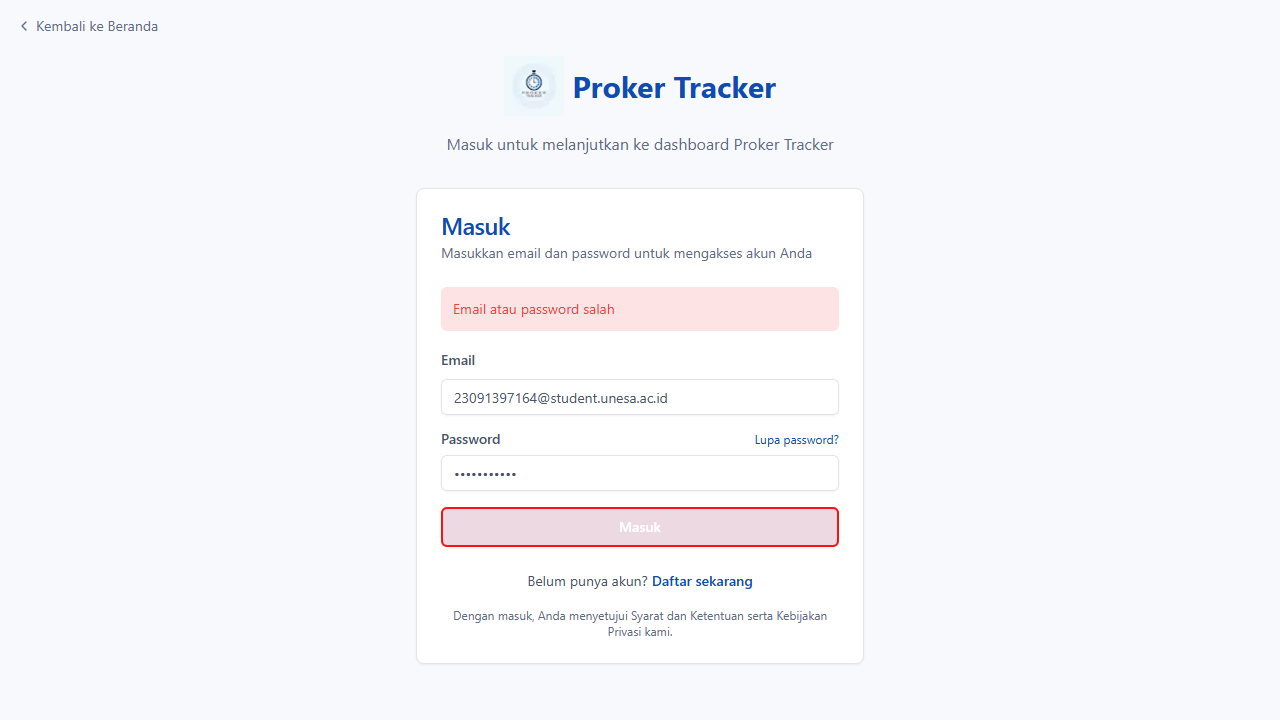 Kembali ke Beranda
Proker Tracker
Masuk untuk melanjutkan ke dashboard Proker Tracker
Masuk
Masukkan email dan password untuk mengakses akun Anda
Email atau password salah
Email
23091397164@student.unesa.ac.id
Password
Lupa password?
•••••••••••
Masuk
Belum punya akun? Daftar sekarang
Dengan masuk, Anda menyetujui Syarat dan Ketentuan serta Kebijakan
Privasi kami.